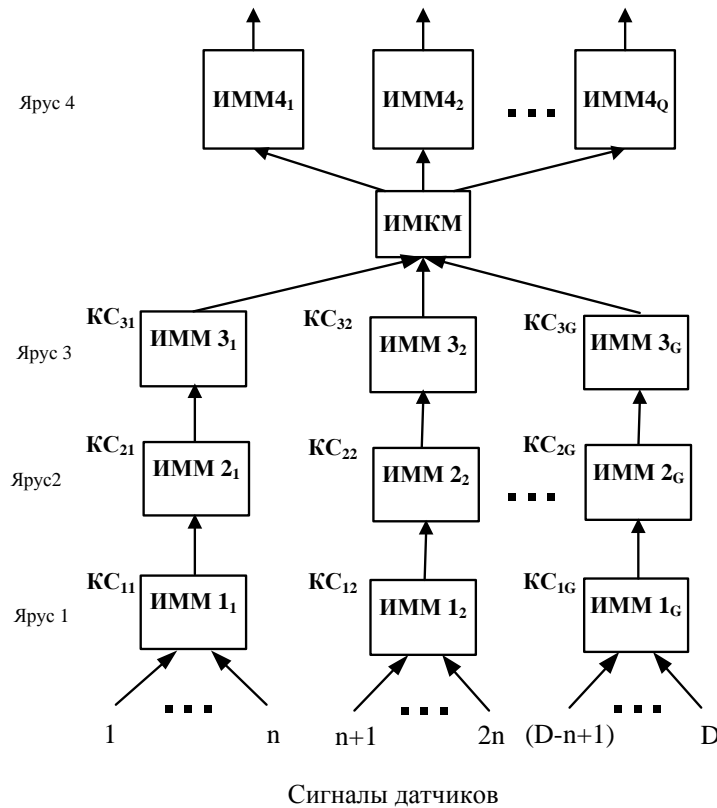 Ярус 4
ИММ4₁ ИММ4₂ ... ИММ4Q
ИМКМ
КС₃₁ КС₃₂ КС3G
Ярус 3 ИММ 3₁ ИММ 3₂ ИММ 3G
КС₂₁ КС₂₂ КС2G
Ярус2 ИММ 2₁ ИММ 2₂ ... ИММ 2G
КС₁₁ КС₁₂ КС1G
Ярус 1 ИММ 1₁ ИММ 1₂ ИММ 1G
1 ... n n+1 ... 2n (D-n+1) ... D
Сигналы датчиков